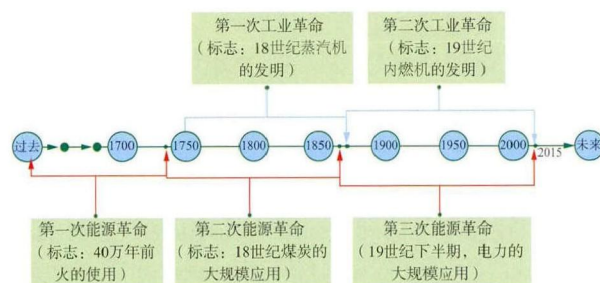 第一次工业革命
（标志：18世纪蒸汽机
的发明）
第二次工业革命
（标志：19世纪
内燃机的发明）
过去
1700
1750
1800
1850
1900
1950
2000
2015
未来
第一次能源革命
（标志：40万年前
火的使用）
第二次能源革命
（标志：18世纪煤炭的
大规模应用）
第三次能源革命
（19世纪下半期，电力的
大规模应用）